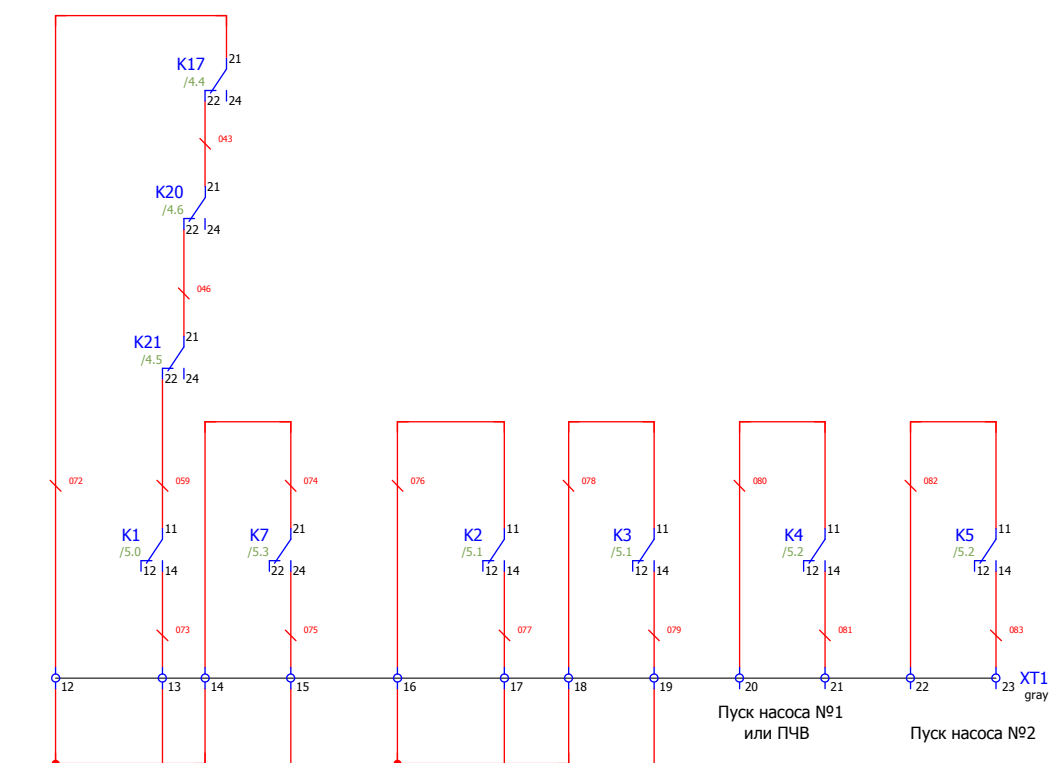 21
K17
/4.4
22 24
043
21
K20
/4.6
22 24
046
21
K21
/4.5
22 24
072 059 074 076 078 080 082
K1 11 K7 21 K2 11 K3 11 K4 11 K5 11
/5.0 /5.3 /5.1 /5.1 /5.2 /5.2
12 14 22 24 12 14 12 14 12 14 12 14
073 075 077 079 081 083
12 13 14 15 16 17 18 19 20 21 22 23 XT1
gray
Пуск насоса №1
или ПЧВ
Пуск насоса №2